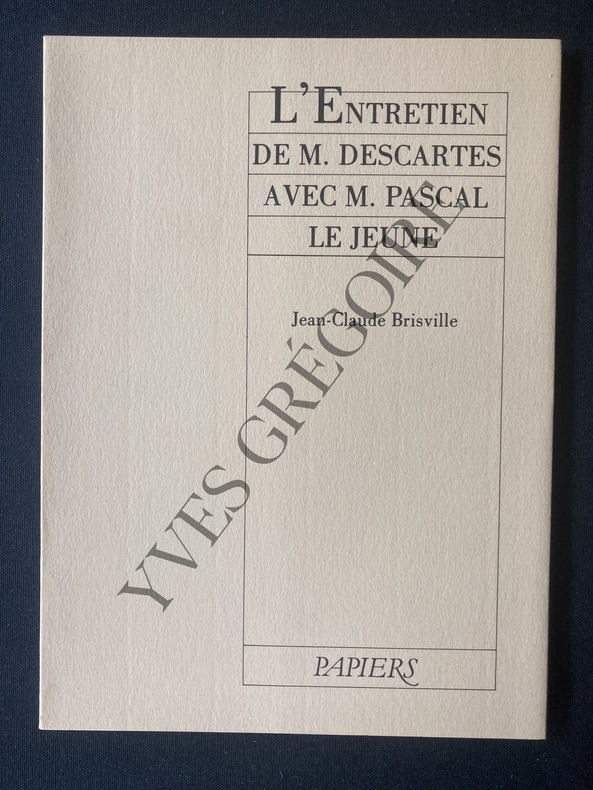 L'ENTRETIEN
DE M. DESCARTES
AVEC M. PASCAL
LE JEUNE
Jean-Claude Brisville
YVES GRÉGOIRE
PAPIERS